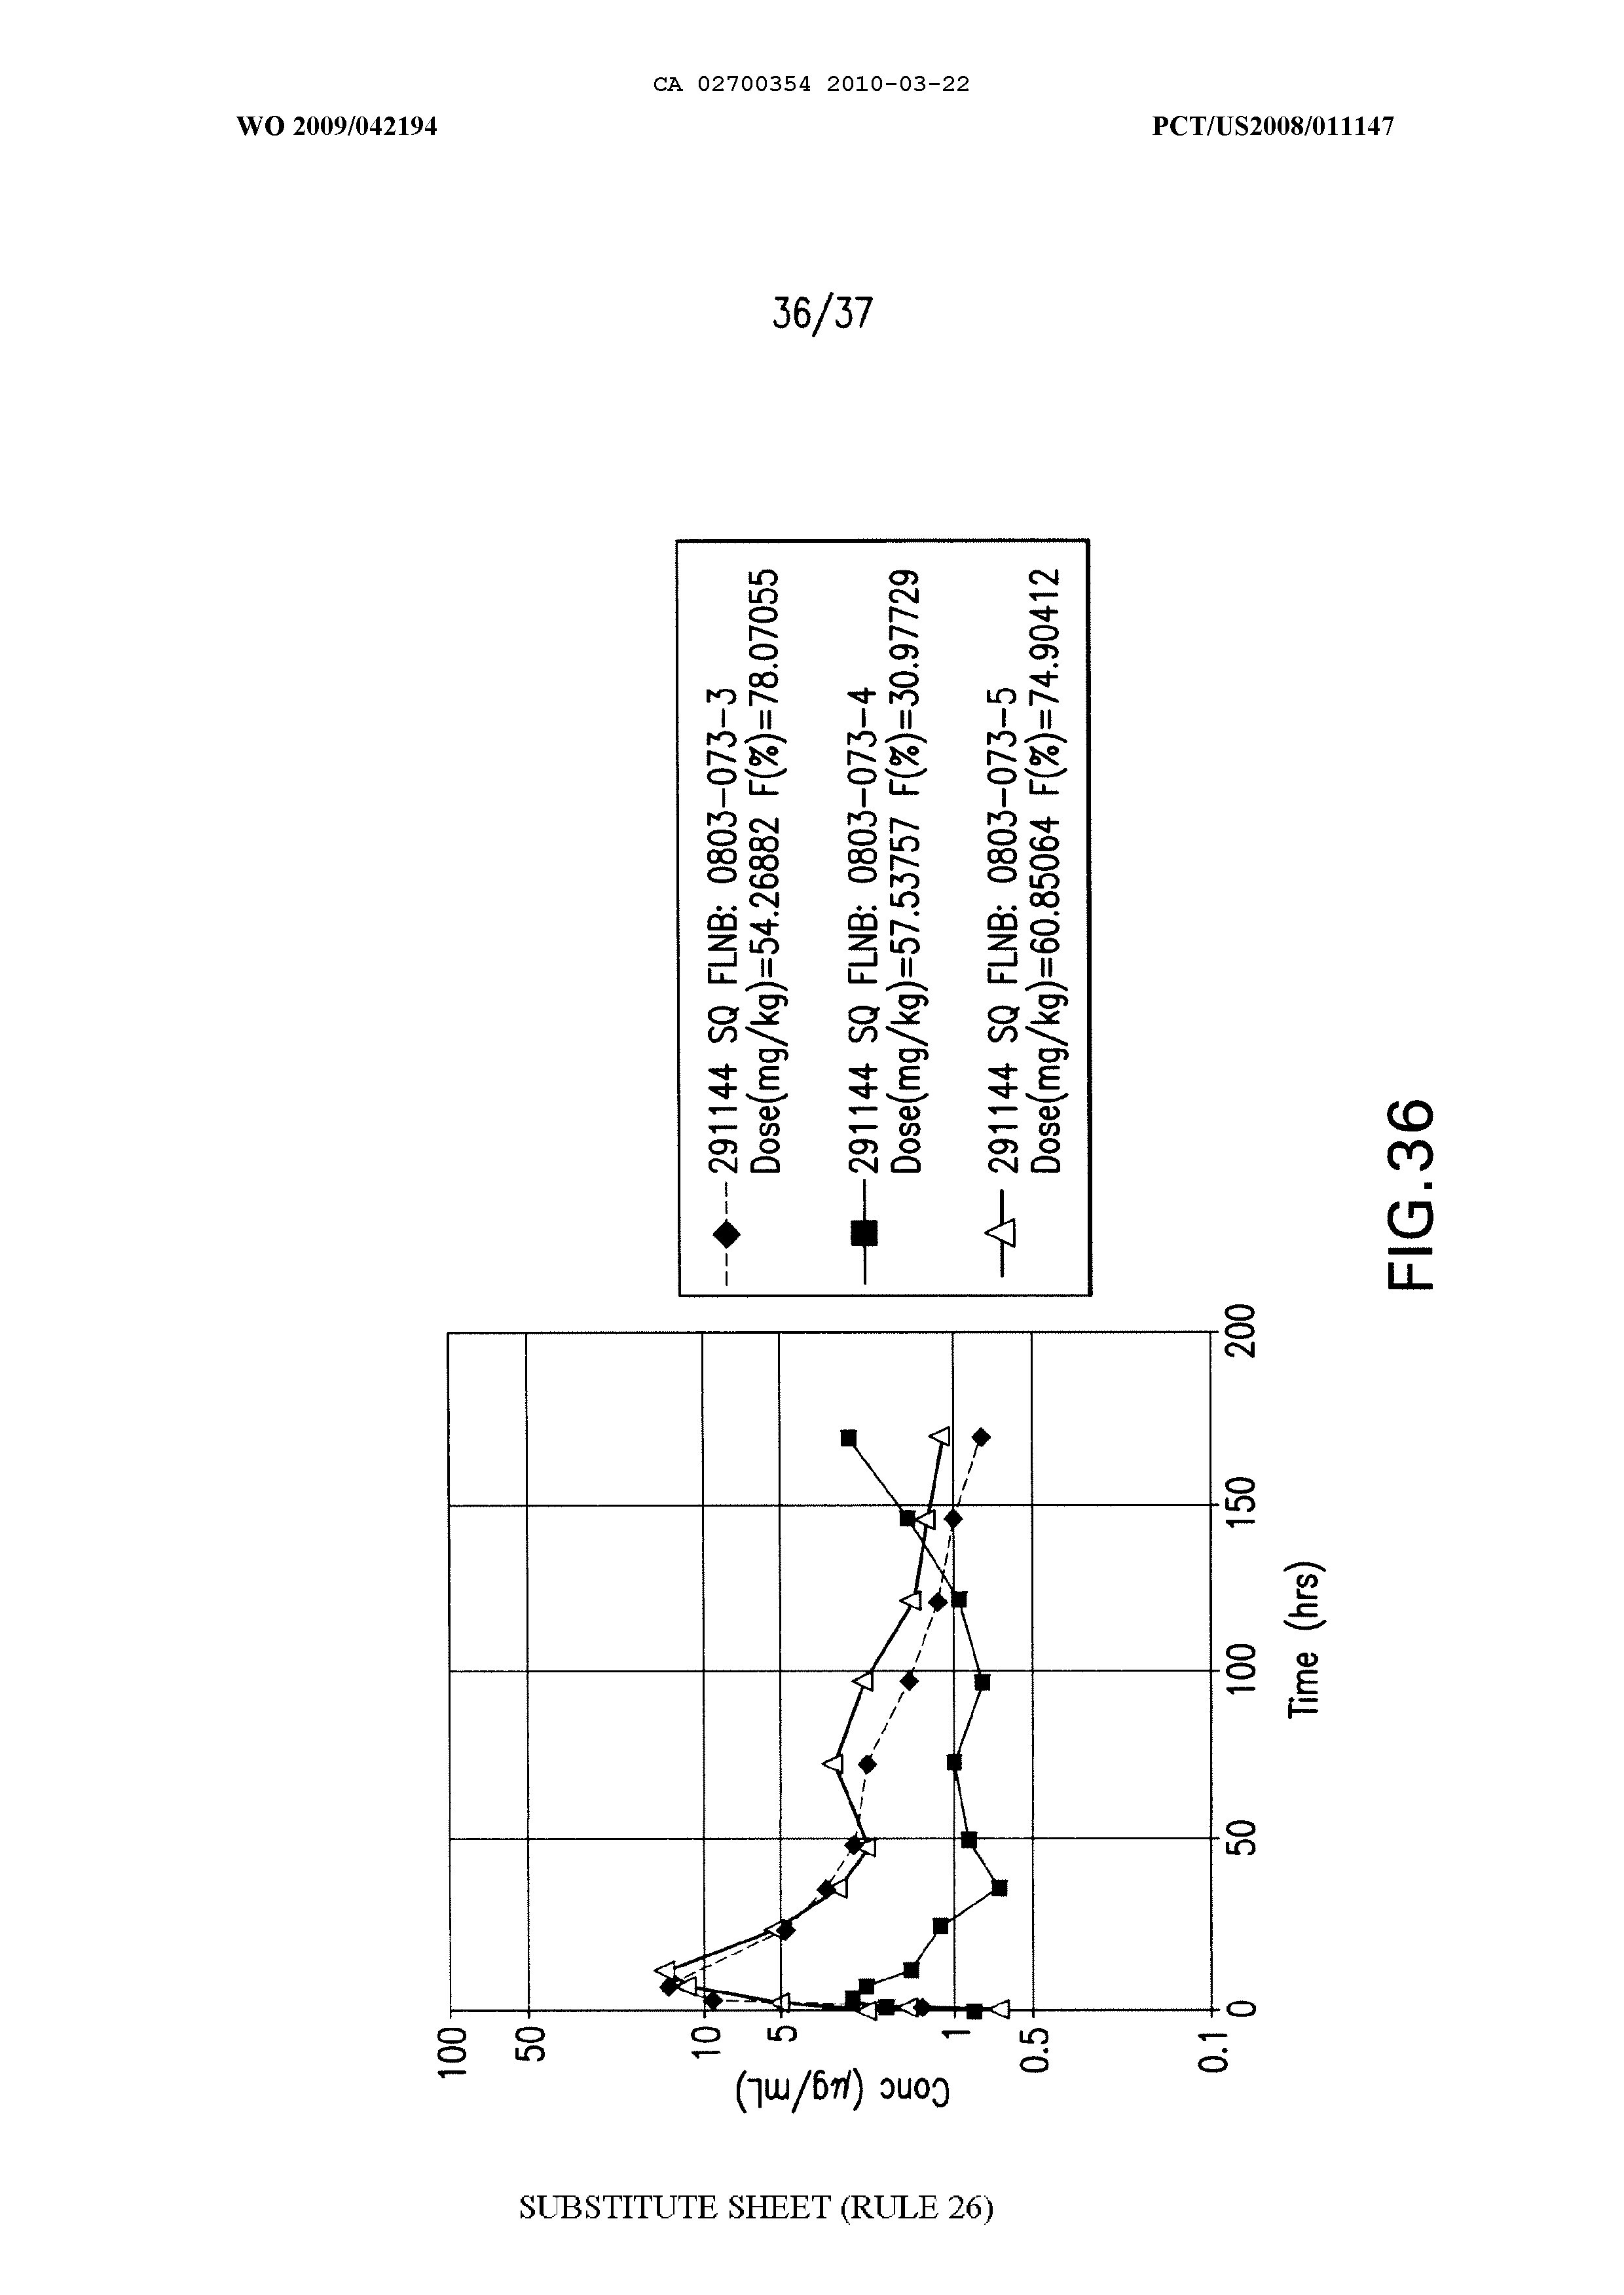 CA 02700354 2010-03-22
WO 2009/042194
PCT/US2008/011147
36/37
100
50
10
5
1
0.5
0.1
Conc (µg/mL)
0
50
100
150
200
Time (hrs)
291144 SQ FLNB: 0803-073-3
Dose(mg/kg)=54.26882 F(%)=78.07055
291144 SQ FLNB: 0803-073-4
Dose(mg/kg)=57.53757 F(%)=30.97729
291144 SQ FLNB: 0803-073-5
Dose(mg/kg)=60.85064 F(%)=74.90412
FIG.36
SUBSTITUTE SHEET (RULE 26)